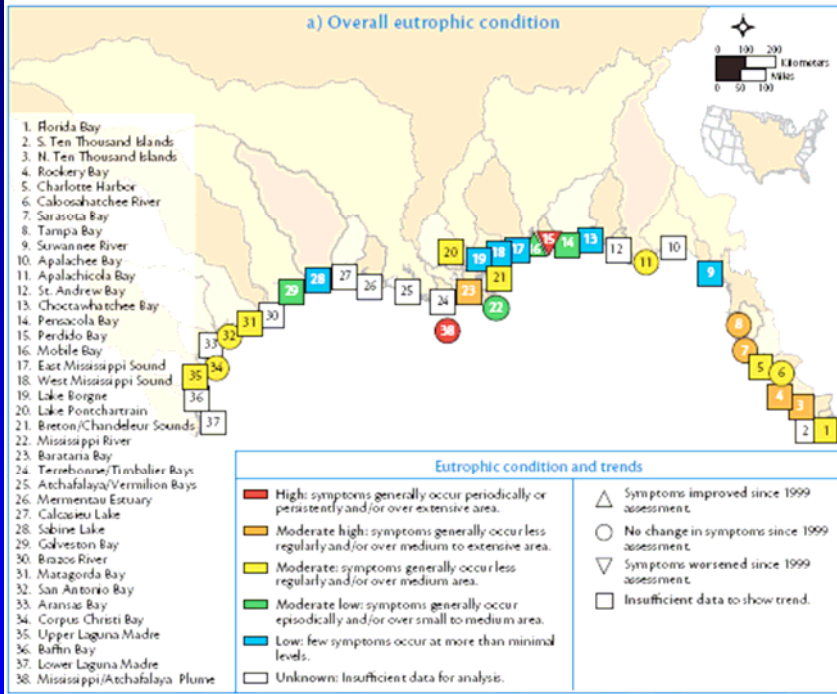 a) Overall eutrophic condition
0 100 200
Kilometers
Miles
0 50 100
1. Florida Bay
2. S. Ten Thousand Islands
3. N. Ten Thousand Islands
4. Rookery Bay
5. Charlotte Harbor
6. Caloosahatchee River
7. Sarasota Bay
8. Tampa Bay
9. Suwannee River
10. Apalachee Bay
11. Apalachicola Bay
12. St. Andrew Bay
13. Choctawhatchee Bay
14. Pensacola Bay
15. Perdido Bay
16. Mobile Bay
17. East Mississippi Sound
18. West Mississippi Sound
19. Lake Borgne
20. Lake Pontchartrain
21. Breton/Chandeleur Sounds
22. Mississippi River
23. Barataria Bay
24. Terrebonne/Timbalier Bays
25. Atchafalaya/Vermilion Bays
26. Mermentau Estuary
27. Calcasieu Lake
28. Sabine Lake
29. Galveston Bay
30. Brazos River
31. Matagorda Bay
32. San Antonio Bay
33. Aransas Bay
34. Corpus Christi Bay
35. Upper Laguna Madre
36. Baffin Bay
37. Lower Laguna Madre
38. Mississippi/Atchafalaya Plume
20 19 18 17 16 15 14 13 12 11 10
29 28 27 26 25 24 23 21 9
22
38
30 31 32 33 34 35 36 37
8
7
5 6
4 3
2 1
Eutrophic condition and trends
High: symptoms generally occur periodically or
persistently and/or over extensive area.
Moderate high: symptoms generally occur less
regularly and/or over medium to extensive area.
Moderate: symptoms generally occur less
regularly and/or over medium area.
Moderate low: symptoms generally occur
episodically and/or over small to medium area.
Low: few symptoms occur at more than minimal
levels.
Unknown: Insufficient data for analysis.
Symptoms improved since 1999
assessment.
No change in symptoms since 1999
assessment.
Symptoms worsened since 1999
assessment.
Insufficient data to show trend.